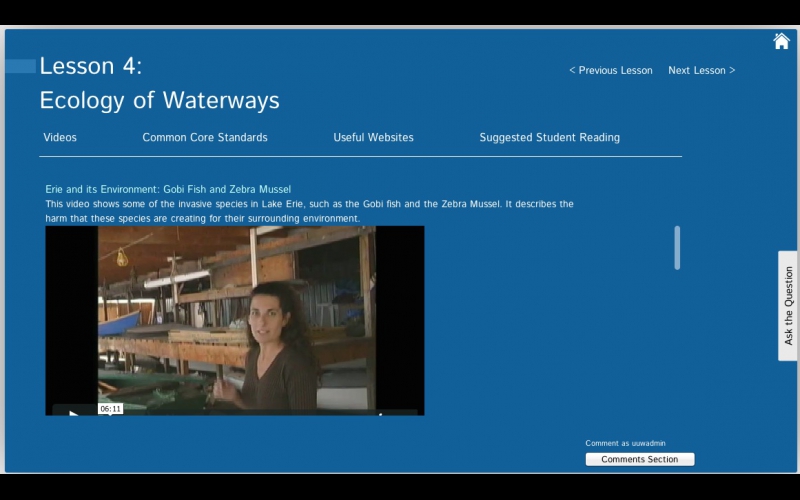 Lesson 4:
Ecology of Waterways
< Previous Lesson Next Lesson >
Videos Common Core Standards Useful Websites Suggested Student Reading
Erie and its Environment: Gobi Fish and Zebra Mussel
This video shows some of the invasive species in Lake Erie, such as the Gobi fish and the Zebra Mussel. It describes the
harm that these species are creating for their surrounding environment.
Ask the Question
06:11
Comment as uuwadmin
Comments Section